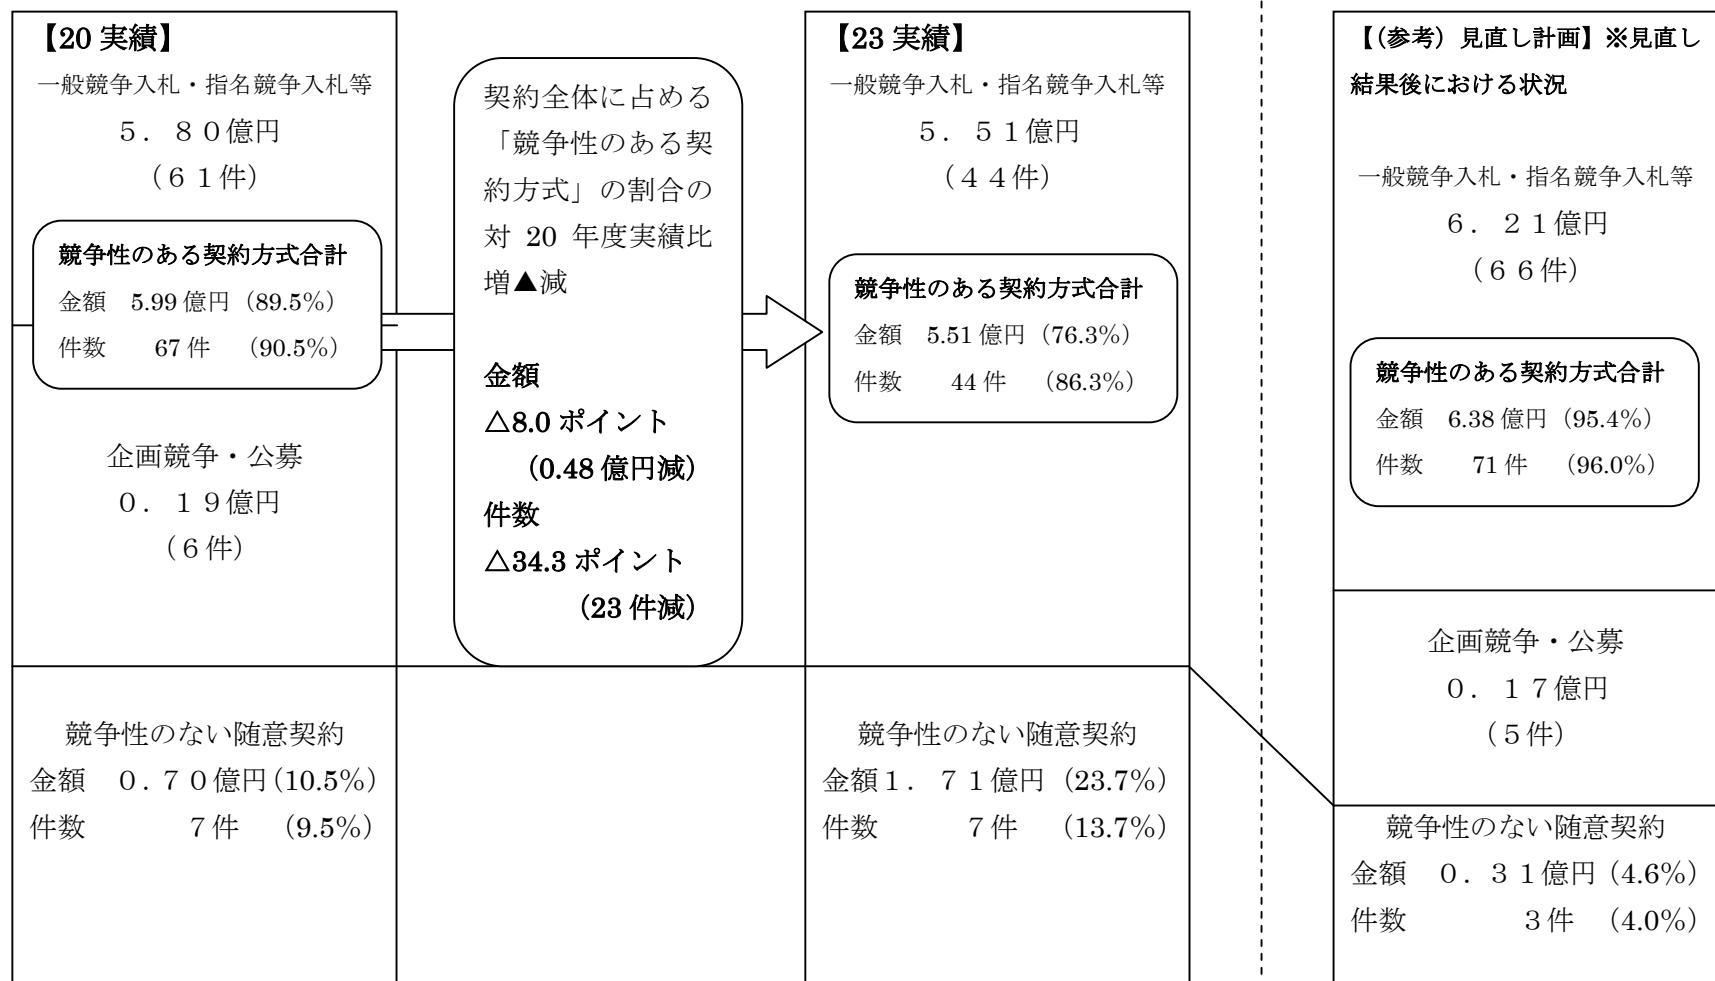 【20 実績】
一般競争入札・指名競争入札等
５．８０億円
（６１件）
競争性のある契約方式合計
金額　5.99 億円（89.5%）
件数　67 件　（90.5%）
企画競争・公募
０．１９億円
（６件）
競争性のない随意契約
金額　０.７０億円(10.5%)
件数　７件　（9.5%）
契約全体に占める
「競争性のある契
約方式」の割合の
対 20 年度実績比
増▲減
金額
△8.0 ポイント
（0.48 億円減）
件数
△34.3 ポイント
（23 件減）
【23 実績】
一般競争入札・指名競争入札等
５．５１億円
（４４件）
競争性のある契約方式合計
金額　5.51 億円（76.3%）
件数　44 件　（86.3%）
競争性のない随意契約
金額１．７１億円（23.7%）
件数　７件　（13.7%）
【(参考）見直し計画】※見直し
結果後における状況
一般競争入札・指名競争入札等
６．２１億円
（６６件）
競争性のある契約方式合計
金額　6.38 億円（95.4%）
件数　71 件　（96.0%）
企画競争・公募
０．１７億円
（５件）
競争性のない随意契約
金額　０．３１億円（4.6%）
件数　３件　（4.0%）